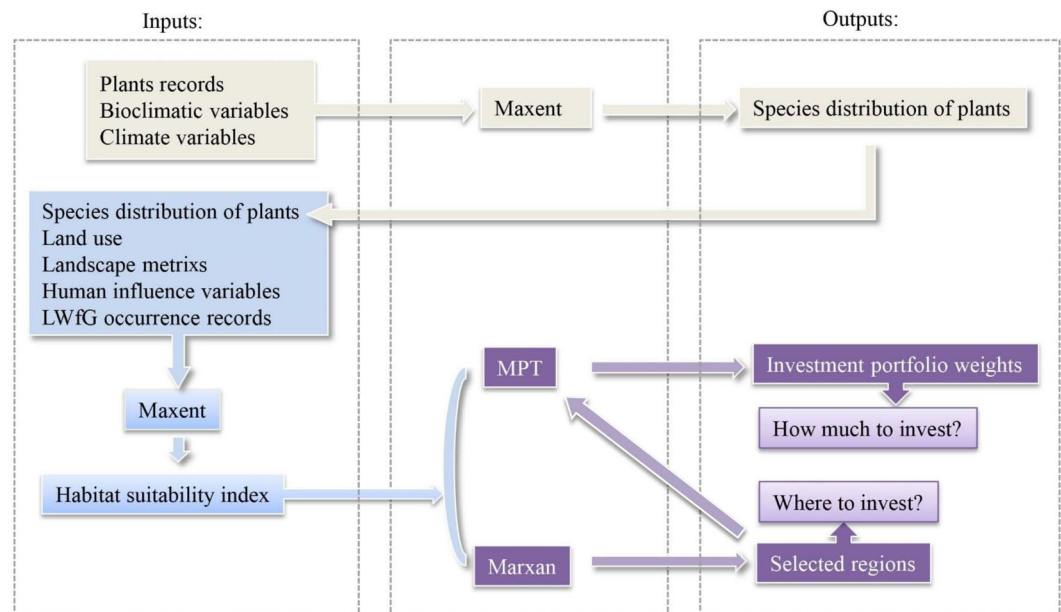 Inputs:
Outputs:
Plants records
Bioclimatic variables
Climate variables
Maxent
Species distribution of plants
Species distribution of plants
Land use
Landscape metrixs
Human influence variables
LWfG occurrence records
Maxent
Habitat suitability index
MPT
Investment portfolio weights
How much to invest?
Where to invest?
Marxan
Selected regions